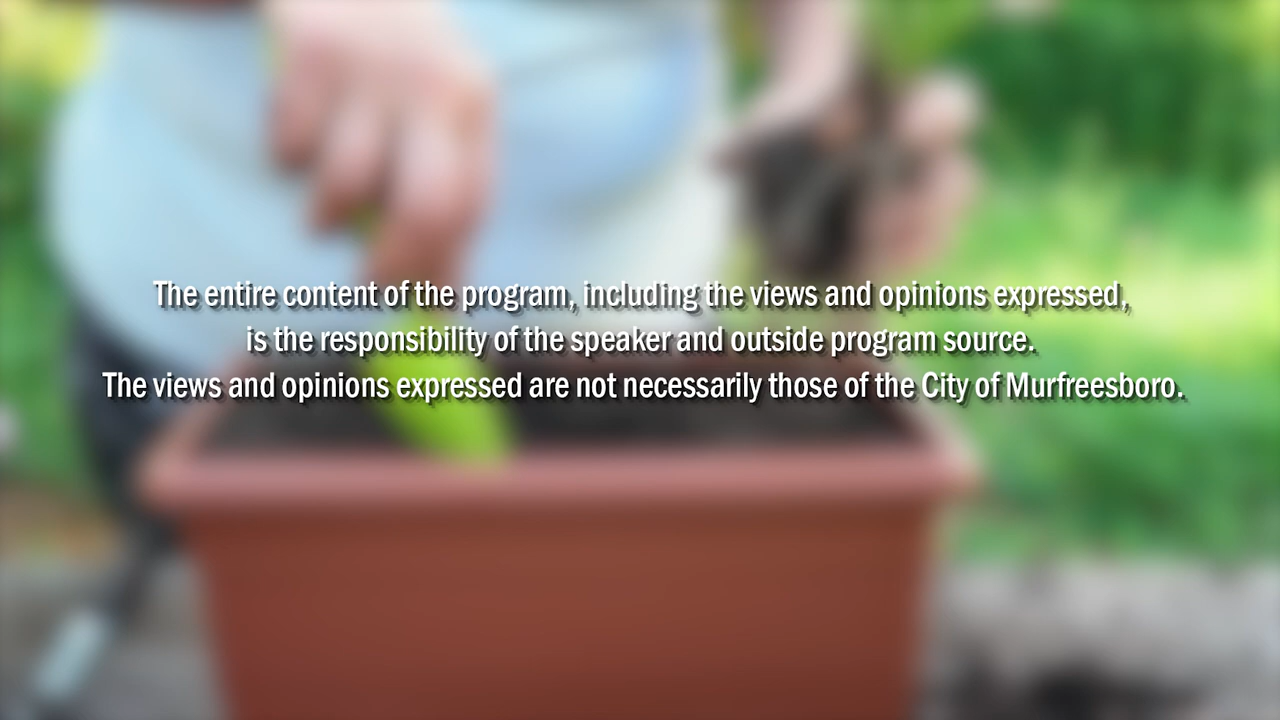 The entire content of the program, including the views and opinions expressed,
is the responsibility of the speaker and outside program source.
The views and opinions expressed are not necessarily those of the City of Murfreesboro.